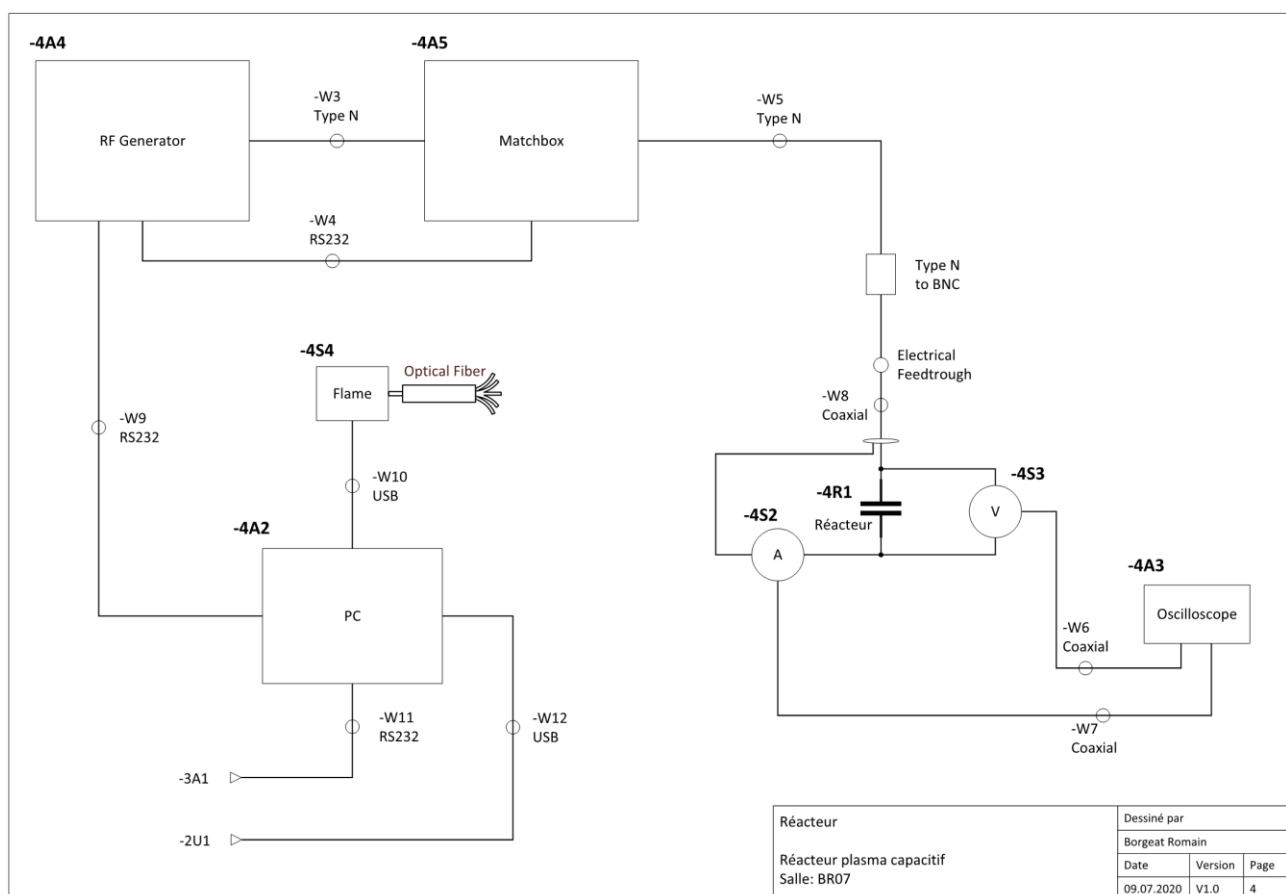 -4A4
-4A5
-W3
Type N
-W5
Type N
RF Generator
Matchbox
-W4
RS232
Type N
to BNC
-4S4
Optical Fiber
Flame
Electrical
Feedtrough
-W8
Coaxial
-W9
RS232
-W10
USB
-4R1
Réacteur
-4S3
V
-4S2
A
-4A2
PC
-4A3
Oscilloscope
-W6
Coaxial
-W11
RS232
-W12
USB
-W7
Coaxial
-3A1
-2U1
Réacteur
Réacteur plasma capacitif
Salle: BR07
Dessiné par
Borgeat Romain
Date Version Page
09.07.2020 V1.0 4